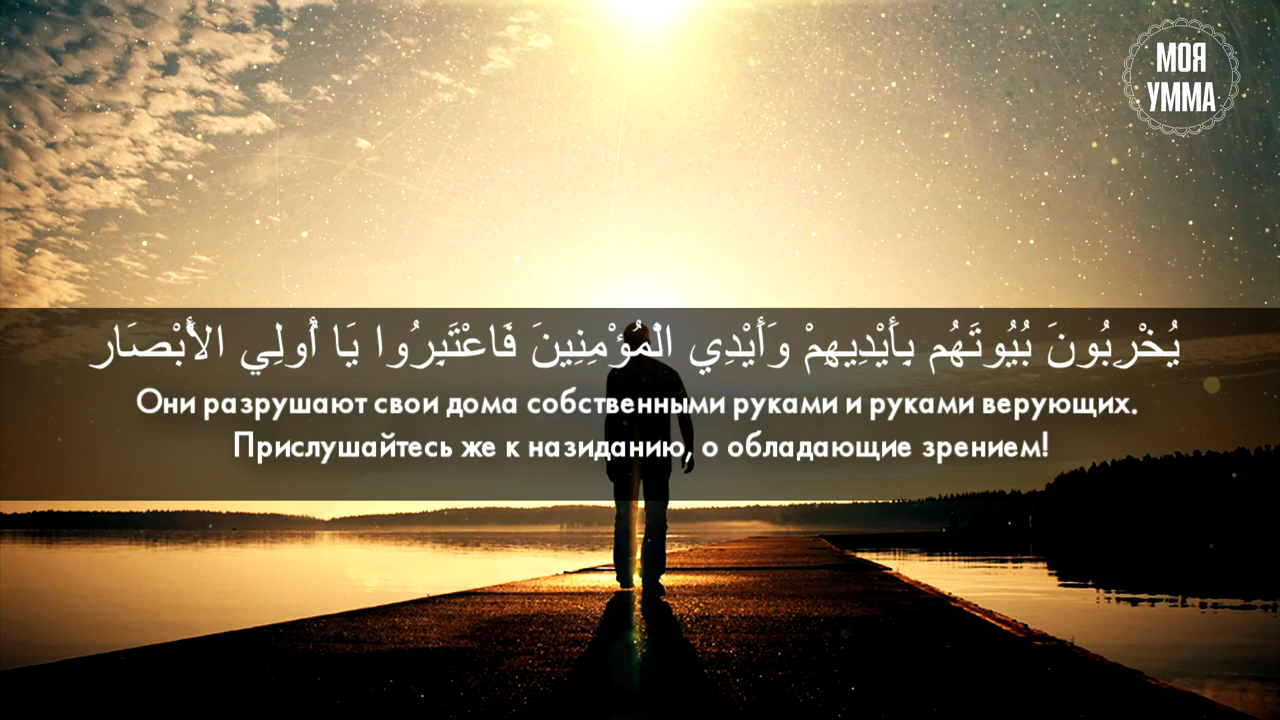 МОЯ
УММА
يُخْرِبُونَ بُيُوتَهُم بِأَيْدِيهِمْ وَأَيْدِي الْمُؤْمِنِينَ فَاعْتَبِرُوا يَا أُولِي الأَبْصَار
Они разрушают свои дома собственными руками и руками верующих.
Прислушайтесь же к назиданию, о обладающие зрением!